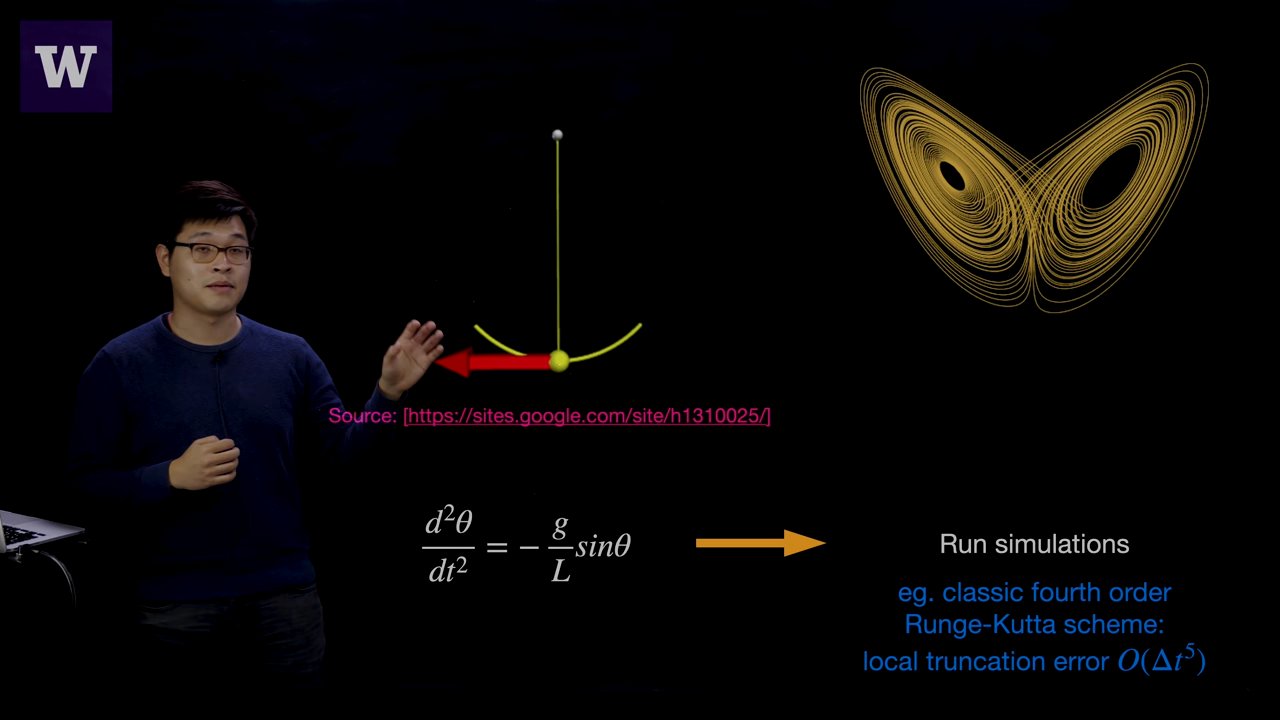 W
Source: [https://sites.google.com/site/h1310025/]
d²θ/dt² = − g/L sinθ
Run simulations
eg. classic fourth order
Runge-Kutta scheme:
local truncation error O(Δt⁵)